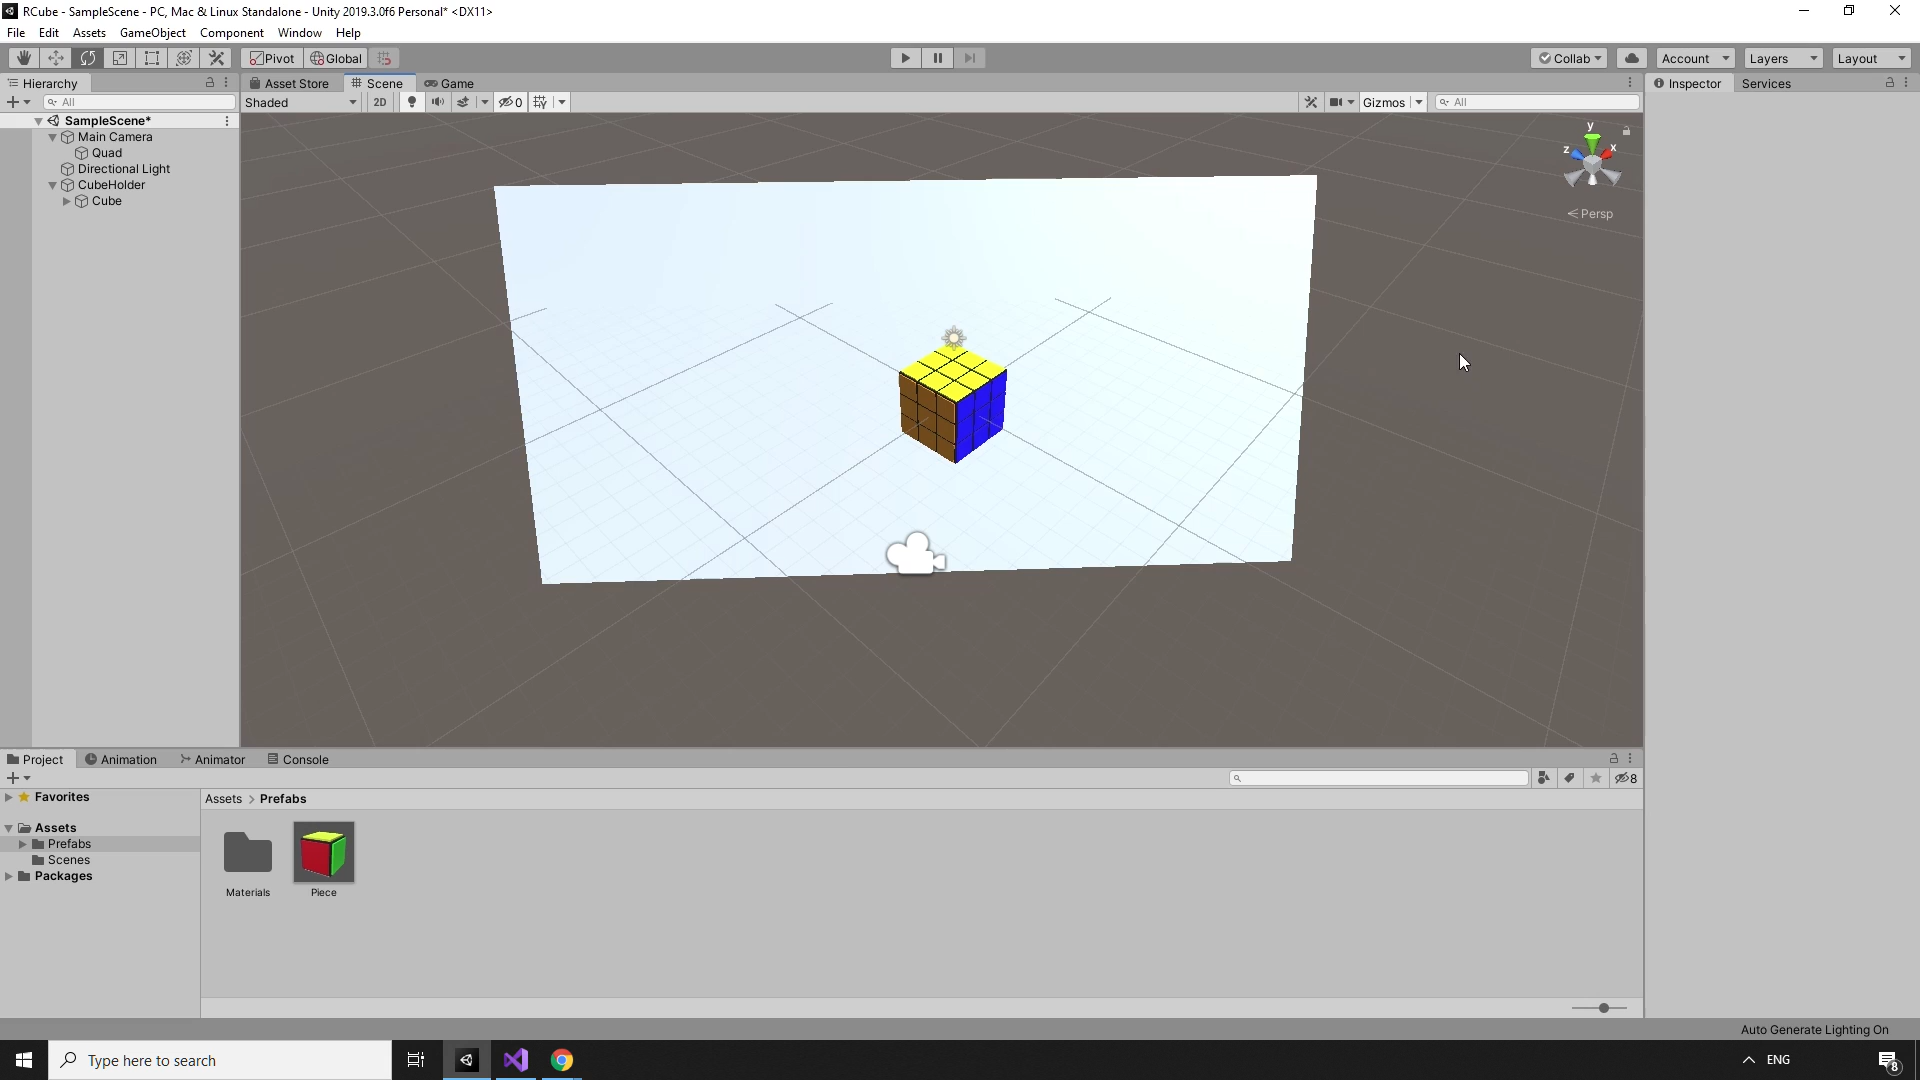 RCube - SampleScene - PC, Mac & Linux Standalone - Unity 2019.3.0f6 Personal* <DX11>
File Edit Assets GameObject Component Window Help
Pivot Global Collab Account Layers Layout
Hierarchy Asset Store Scene Game Inspector Services
All Shaded 2D 0 Gizmos All
SampleScene*
Main Camera
Quad
Directional Light
CubeHolder
Cube
y
z x
Persp
Project Animation Animator Console
8
Favorites
Assets > Prefabs
Assets
Prefabs
Scenes
Packages
Materials Piece
Auto Generate Lighting On
Type here to search ENG 8